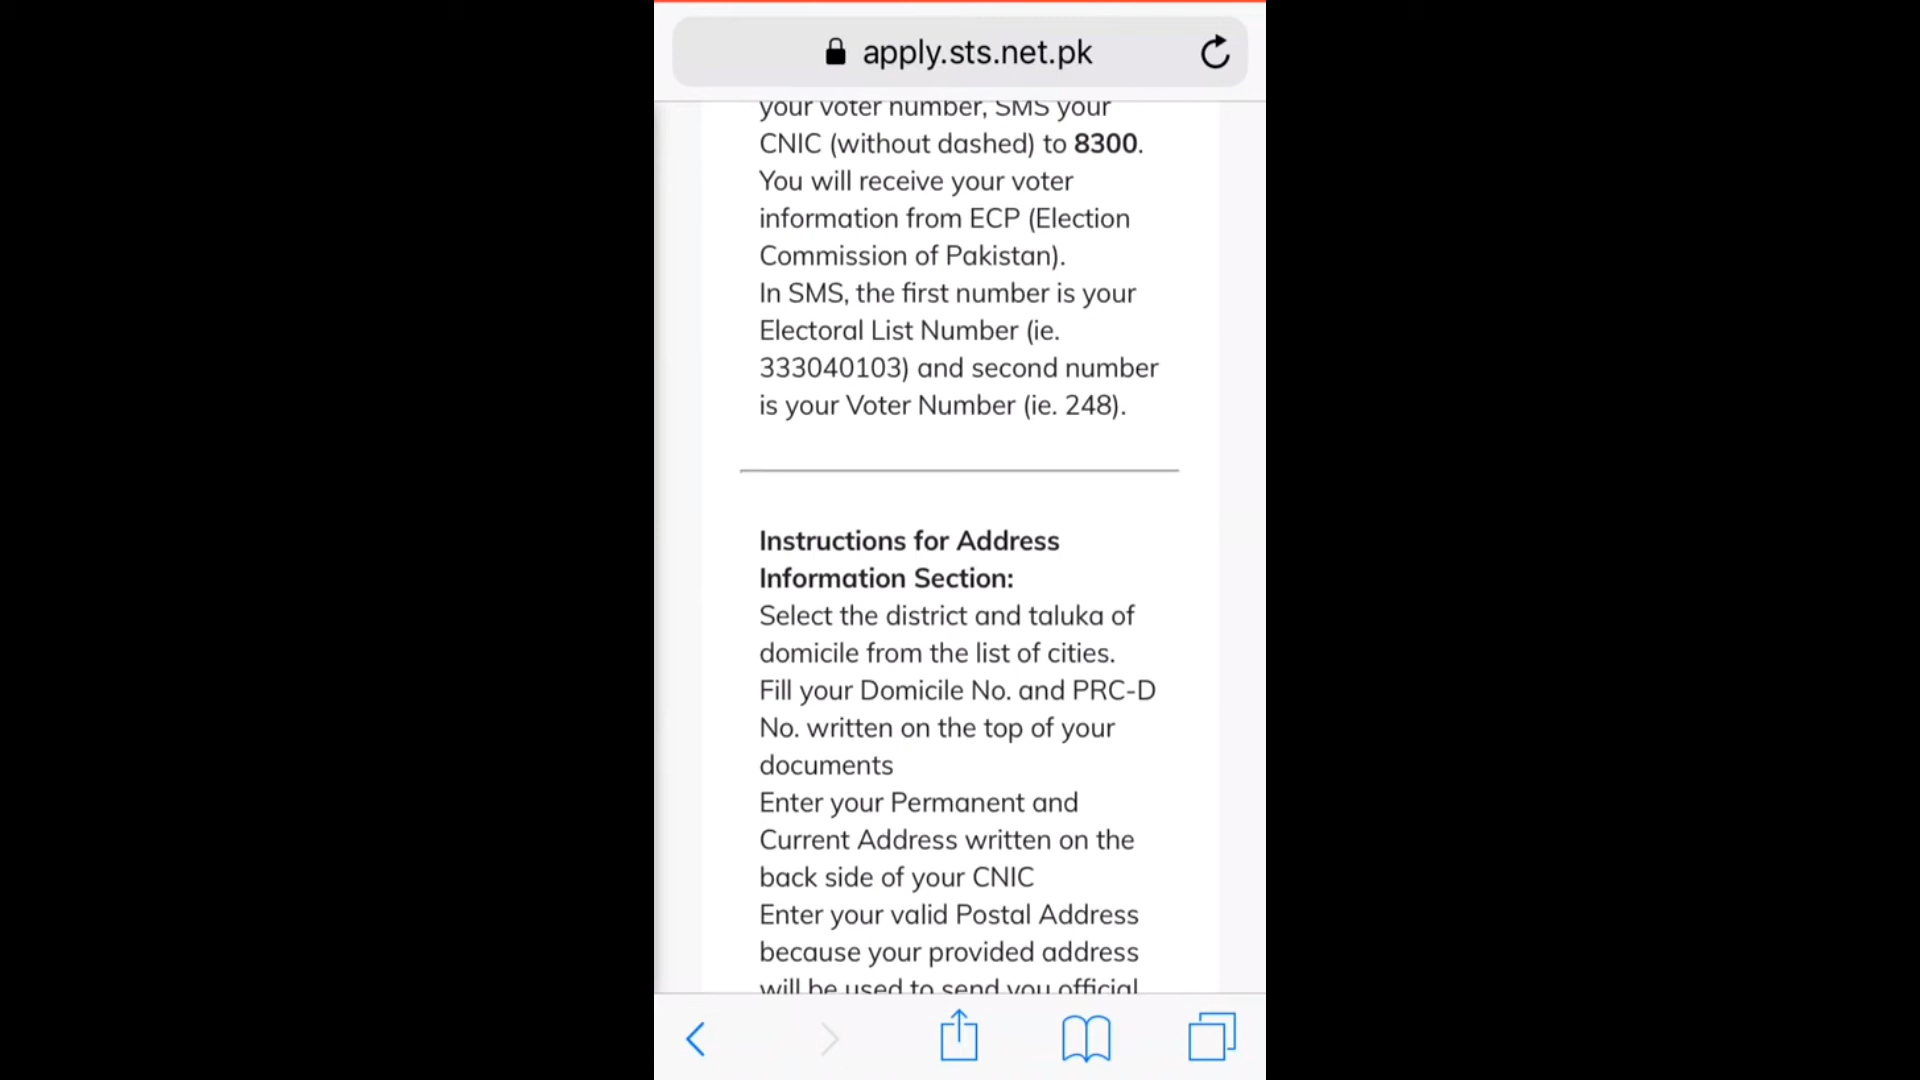 apply.sts.net.pk
your voter number, SMS your
CNIC (without dashed) to 8300.
You will receive your voter
information from ECP (Election
Commission of Pakistan).
In SMS, the first number is your
Electoral List Number (ie.
333040103) and second number
is your Voter Number (ie. 248).
Instructions for Address
Information Section:
Select the district and taluka of
domicile from the list of cities.
Fill your Domicile No. and PRC-D
No. written on the top of your
documents
Enter your Permanent and
Current Address written on the
back side of your CNIC
Enter your valid Postal Address
because your provided address
will be used to send you official